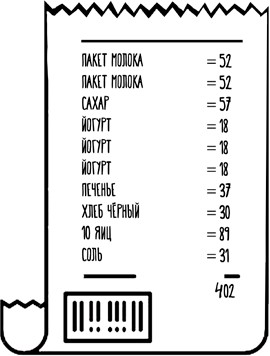 ПАКЕТ МОЛОКА = 52
ПАКЕТ МОЛОКА = 52
САХАР = 57
ЙОГУРТ = 18
ЙОГУРТ = 18
ЙОГУРТ = 18
ПЕЧЕНЬЕ = 37
ХЛЕБ ЧЁРНЫЙ = 30
10 ЯИЦ = 89
СОЛЬ = 31
402